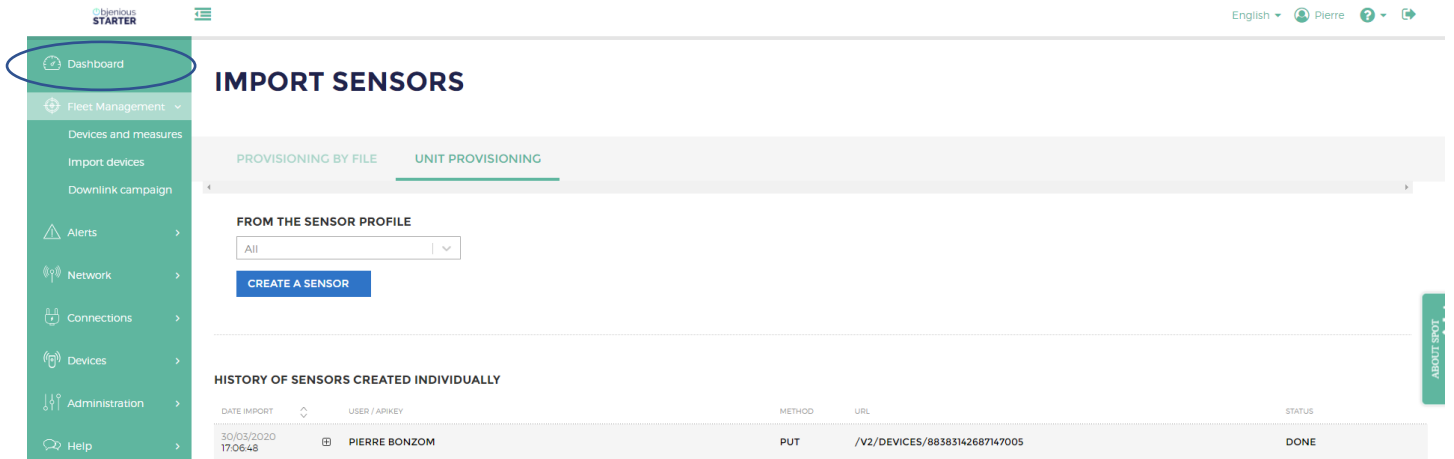 Objenious
STARTER
English
Pierre
Dashboard
Fleet Management
Devices and measures
Import devices
Downlink campaign
Alerts
Network
Connections
Devices
Administration
Help
IMPORT SENSORS
PROVISIONING BY FILE UNIT PROVISIONING
FROM THE SENSOR PROFILE
All
CREATE A SENSOR
ABOUT SPOT
HISTORY OF SENSORS CREATED INDIVIDUALLY
DATE IMPORT USER / APIKEY METHOD URL STATUS
30/03/2020
17:06:48 PIERRE BONZOM PUT /V2/DEVICES/88383142687147005 DONE